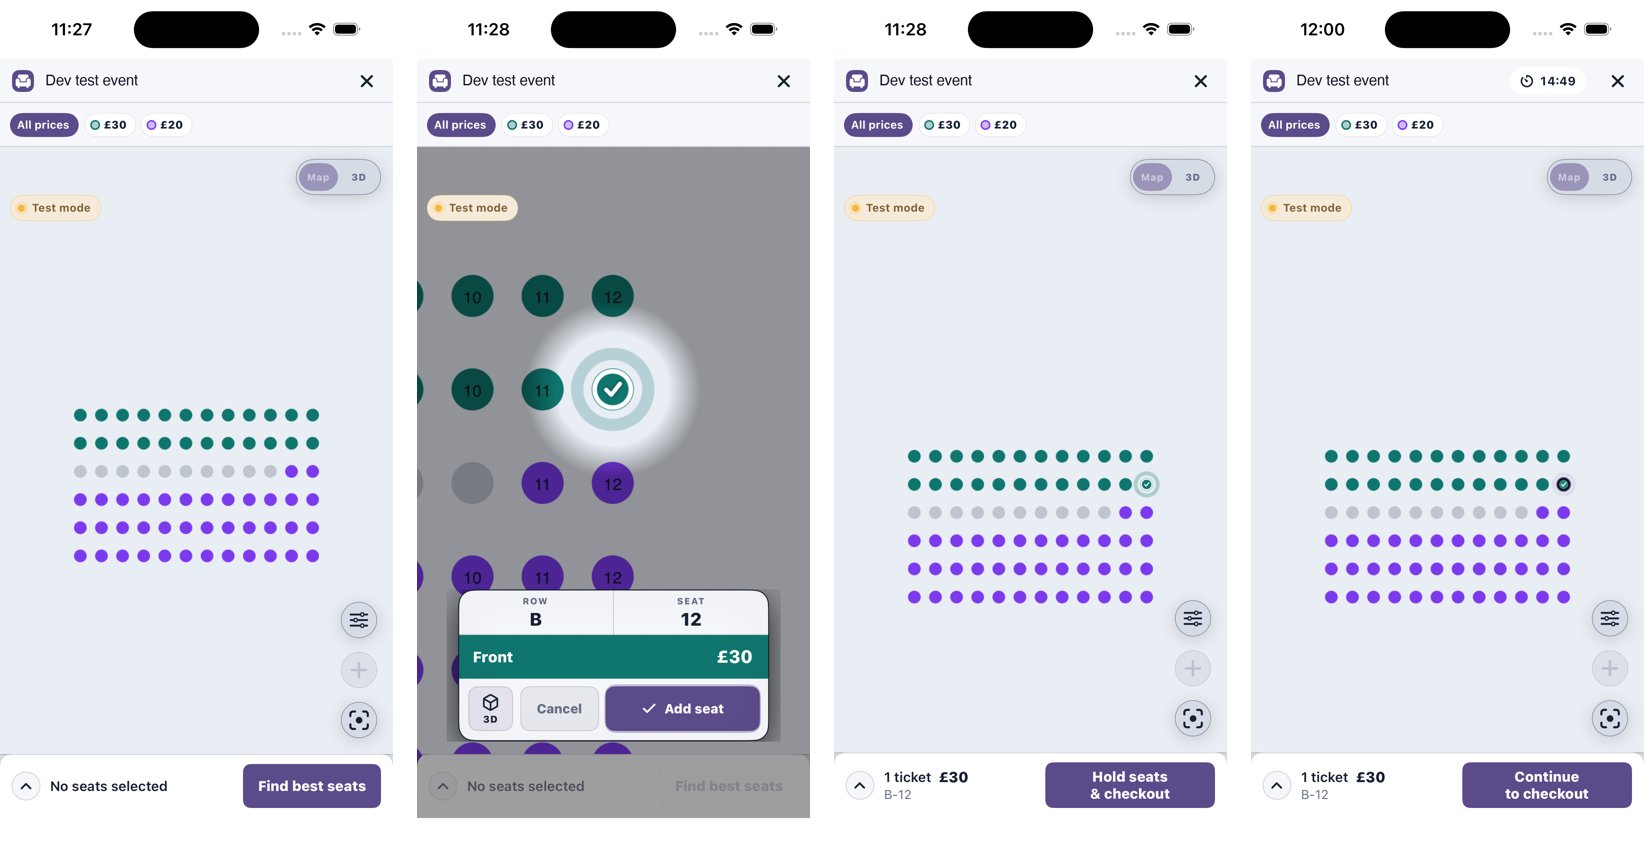 11:27
Dev test event
All prices
£30
£20
Map
3D
Test mode
No seats selected
Find best seats
11:28
Dev test event
All prices
£30
£20
Test mode
10
11
12
10
11
11
12
10
11
12
ROW
B
SEAT
12
Front
£30
3D
Cancel
Add seat
No seats selected
Find best seats
11:28
Dev test event
All prices
£30
£20
Map
3D
Test mode
1 ticket £30
B-12
Hold seats
& checkout
12:00
Dev test event
14:49
All prices
£30
£20
Map
3D
Test mode
1 ticket £30
B-12
Continue
to checkout